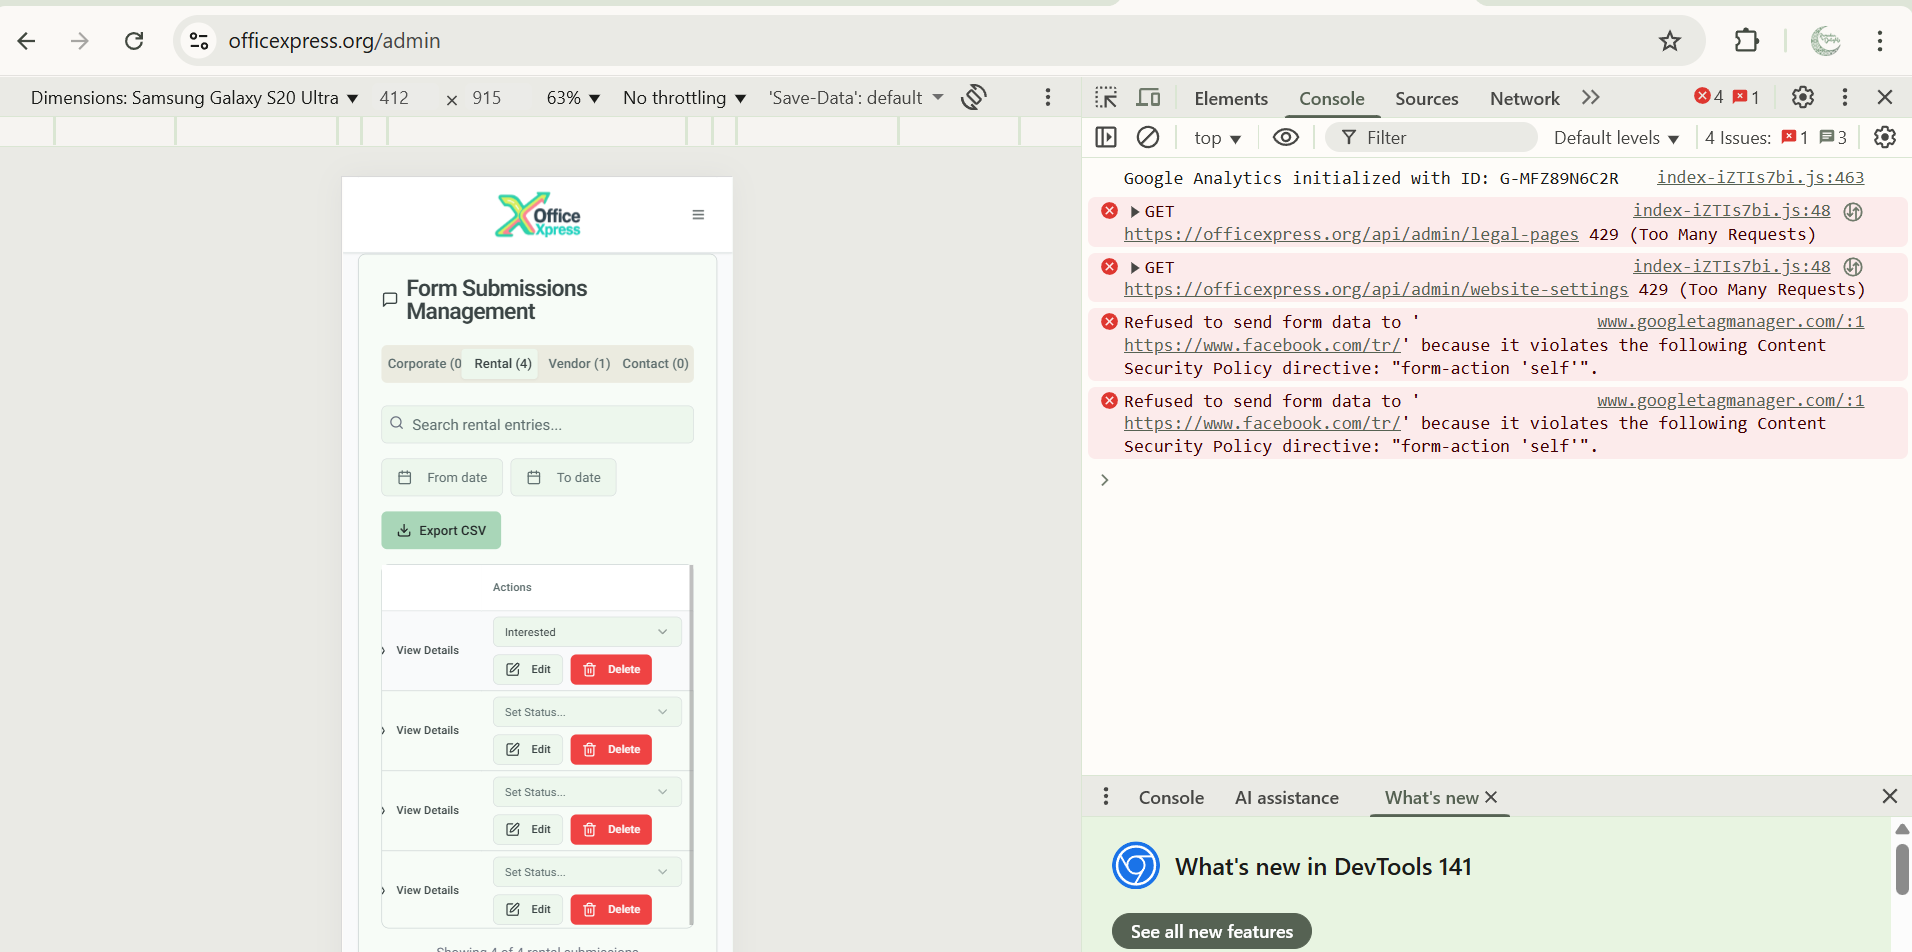 officexpress.org/admin
Dimensions: Samsung Galaxy S20 Ultra ▼ 412 × 915 63% ▼ No throttling ▼ 'Save-Data': default
Elements Console Sources Network 4 1
top ▼ Filter Default levels ▼ 4 Issues: 1 3
Google Analytics initialized with ID: G-MFZ89N6C2R index-iZTIs7bi.js:463
GET index-iZTIs7bi.js:48
https://officexpress.org/api/admin/legal-pages 429 (Too Many Requests)
GET index-iZTIs7bi.js:48
https://officexpress.org/api/admin/website-settings 429 (Too Many Requests)
Refused to send form data to ' www.googletagmanager.com/:1
https://www.facebook.com/tr/' because it violates the following Content
Security Policy directive: "form-action 'self'".
Refused to send form data to ' www.googletagmanager.com/:1
https://www.facebook.com/tr/' because it violates the following Content
Security Policy directive: "form-action 'self'".
Office
Xpress
Form Submissions
Management
Corporate (0 Rental (4) Vendor (1) Contact (0)
Search rental entries...
From date To date
Export CSV
Actions
View Details Interested
Edit Delete
View Details Set Status...
Edit Delete
View Details Set Status...
Edit Delete
View Details Set Status...
Edit Delete
Showing 4 of 4 rental submissions
Console AI assistance What's new
What's new in DevTools 141
See all new features